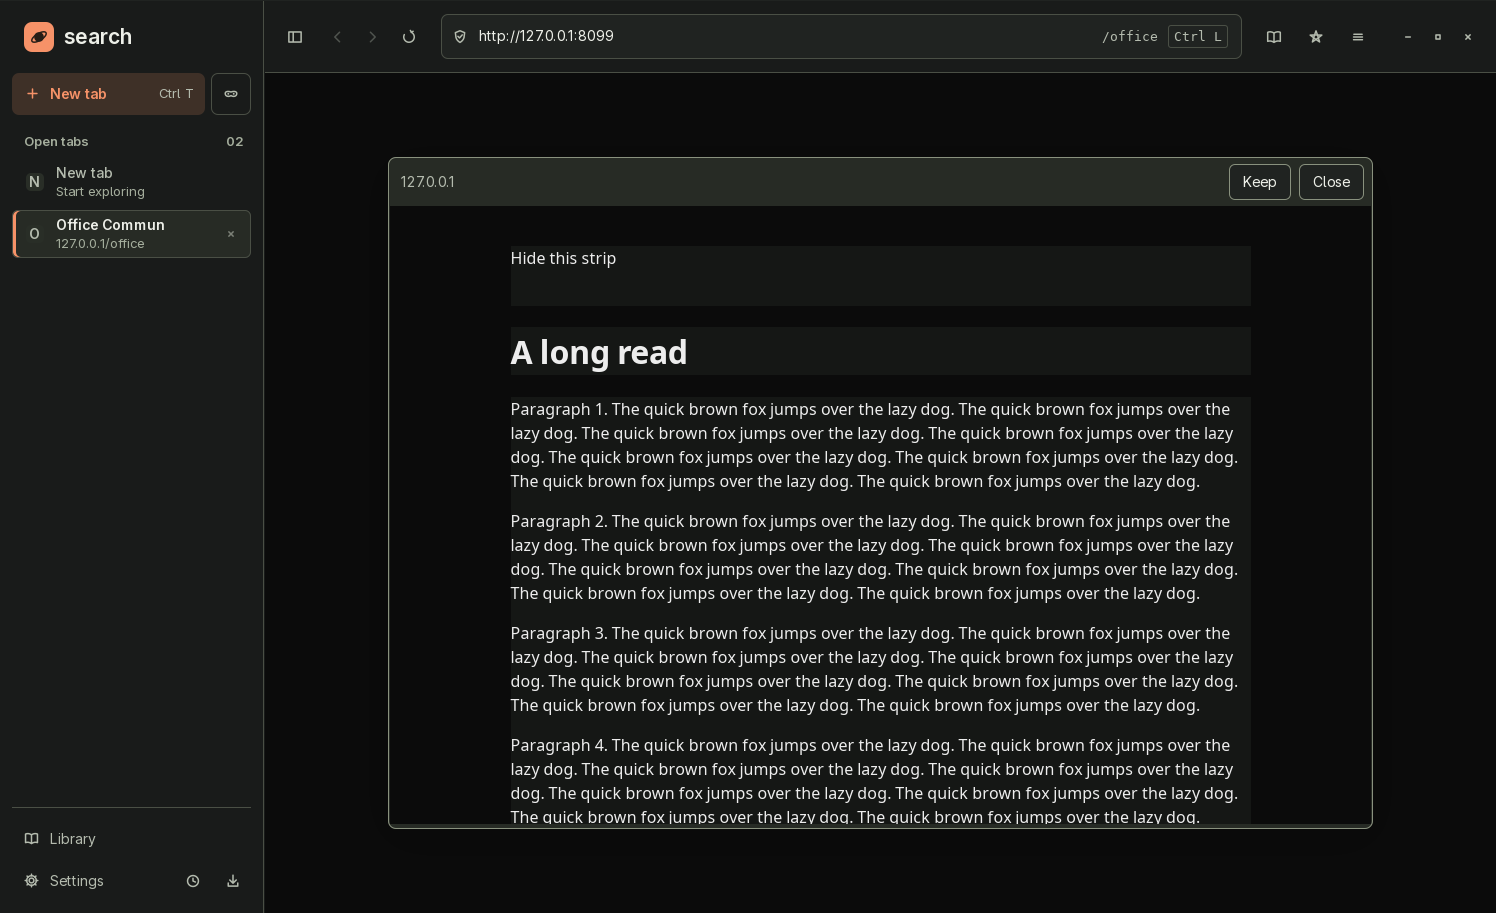 search
http://127.0.0.1:8099
/office
Ctrl L
New tab
Ctrl T
Open tabs
02
N
New tab
Start exploring
O
Office Commun
127.0.0.1/office
127.0.0.1
Keep
Close
Hide this strip
A long read
Paragraph 1. The quick brown fox jumps over the lazy dog. The quick brown fox jumps over the
lazy dog. The quick brown fox jumps over the lazy dog. The quick brown fox jumps over the lazy
dog. The quick brown fox jumps over the lazy dog. The quick brown fox jumps over the lazy dog.
The quick brown fox jumps over the lazy dog. The quick brown fox jumps over the lazy dog.
Paragraph 2. The quick brown fox jumps over the lazy dog. The quick brown fox jumps over the
lazy dog. The quick brown fox jumps over the lazy dog. The quick brown fox jumps over the lazy
dog. The quick brown fox jumps over the lazy dog. The quick brown fox jumps over the lazy dog.
The quick brown fox jumps over the lazy dog. The quick brown fox jumps over the lazy dog.
Paragraph 3. The quick brown fox jumps over the lazy dog. The quick brown fox jumps over the
lazy dog. The quick brown fox jumps over the lazy dog. The quick brown fox jumps over the lazy
dog. The quick brown fox jumps over the lazy dog. The quick brown fox jumps over the lazy dog.
The quick brown fox jumps over the lazy dog. The quick brown fox jumps over the lazy dog.
Paragraph 4. The quick brown fox jumps over the lazy dog. The quick brown fox jumps over the
lazy dog. The quick brown fox jumps over the lazy dog. The quick brown fox jumps over the lazy
dog. The quick brown fox jumps over the lazy dog. The quick brown fox jumps over the lazy dog.
The quick brown fox jumps over the lazy dog. The quick brown fox jumps over the lazy dog.
Library
Settings